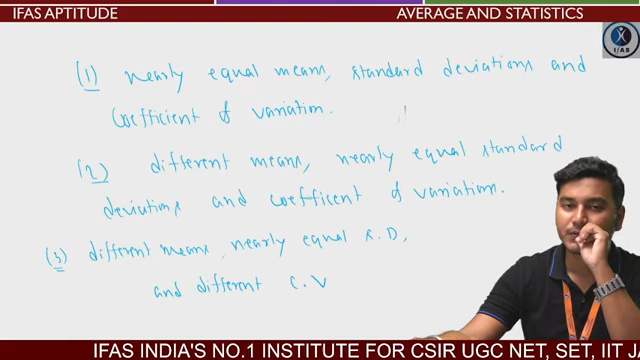 IFAS APTITUDE
AVERAGE AND STATISTICS
IFAS
(1) nearly equal means, standard deviations and
coefficient of variation.
(2) different means, nearly equal standard
deviations and coefficent of variation.
(3) different means, nearly equal S.D,
and different C.V
IFAS INDIA'S NO.1 INSTITUTE FOR CSIR UGC NET, SET, IIT J